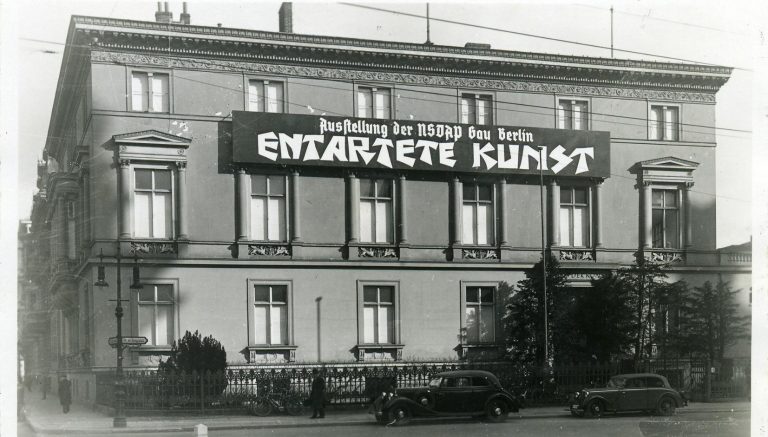 Ausstellung der NSDAP Gau Berlin
ENTARTETE KUNST